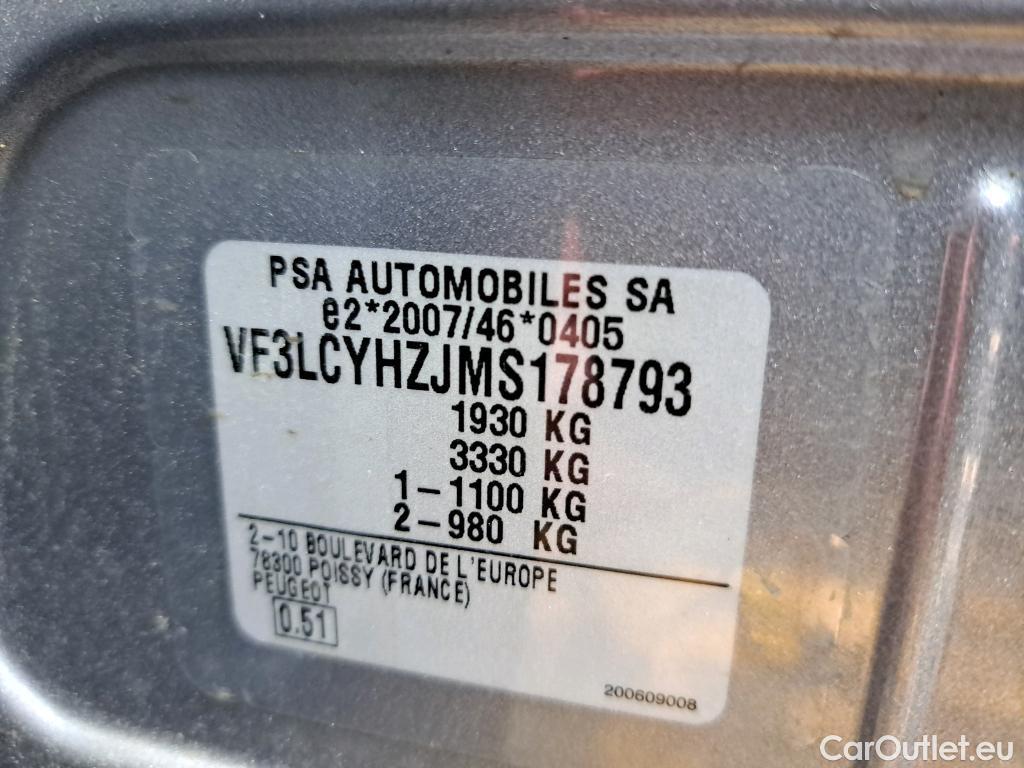 PSA AUTOMOBILES SA
e2*2007/46*0405
VF3LCYHZJMS178793
1930 KG
3330 KG
1-1100 KG
2-980 KG
2-10 BOULEVARD DE L'EUROPE
78300 POISSY (FRANCE)
PEUGEOT
0.51
200609008
CarOutlet.eu